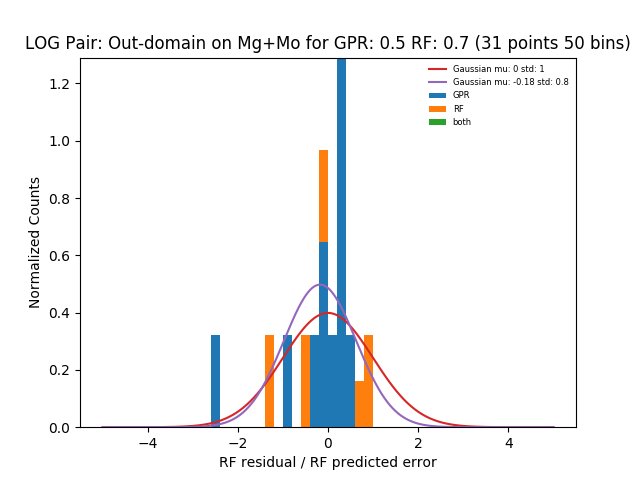 LOG Pair: Out-domain on Mg+Mo for GPR: 0.5 RF: 0.7 (31 points 50 bins)
Gaussian mu: 0 std: 1
Gaussian mu: -0.18 std: 0.8
GPR
RF
both
Normalized Counts
1.2
1.0
0.8
0.6
0.4
0.2
0.0
−4
−2
0
2
4
RF residual / RF predicted error